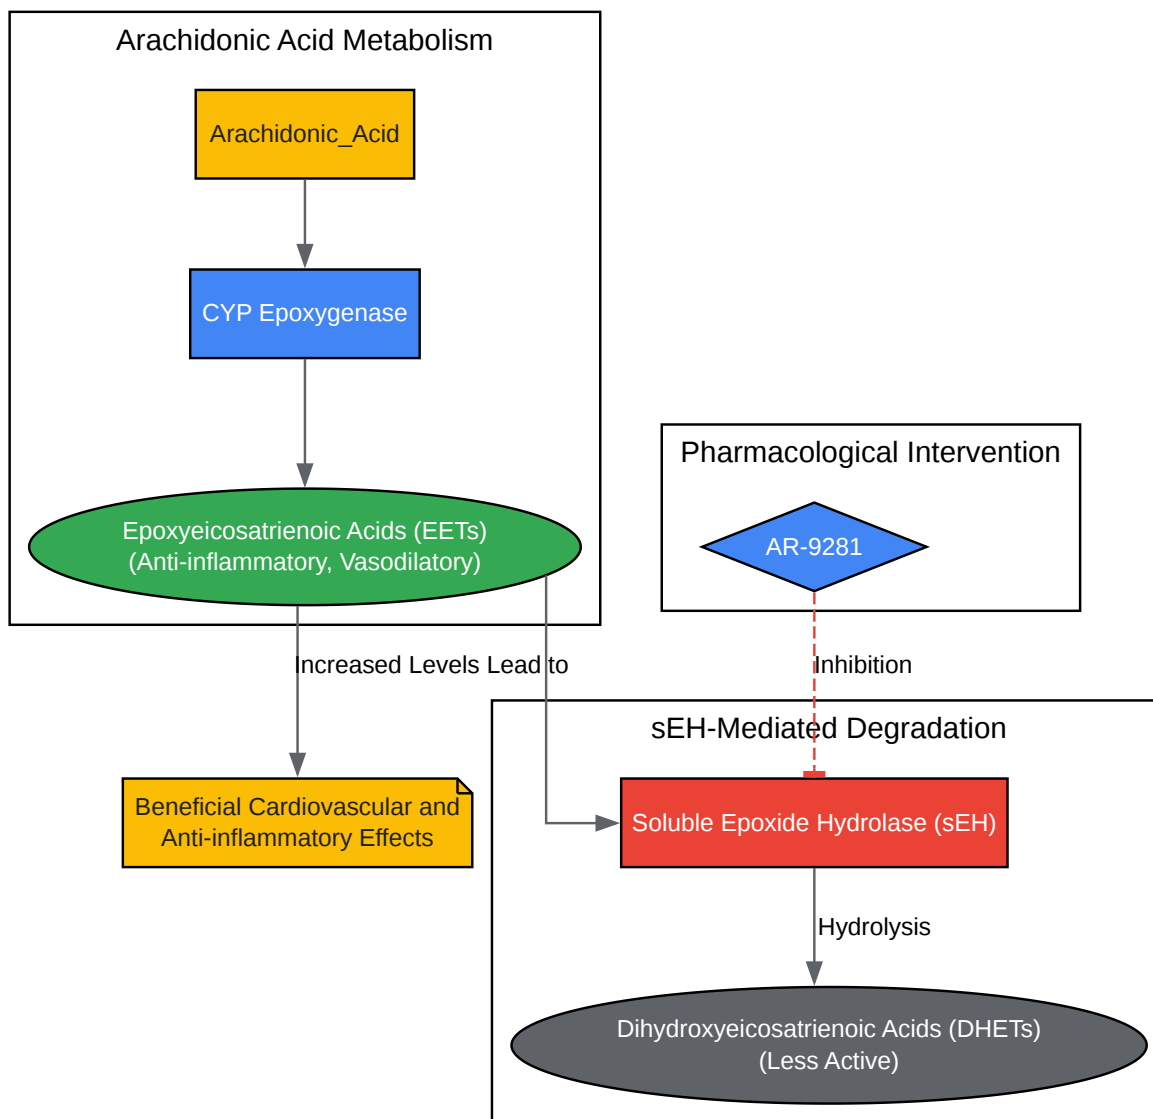 Arachidonic Acid Metabolism
Arachidonic_Acid
CYP Epoxygenase
Epoxyeicosatrienoic Acids (EETs)
(Anti-inflammatory, Vasodilatory)
Increased Levels Lead to
Beneficial Cardiovascular and
Anti-inflammatory Effects
Pharmacological Intervention
AR-9281
Inhibition
sEH-Mediated Degradation
Soluble Epoxide Hydrolase (sEH)
Hydrolysis
Dihydroxyeicosatrienoic Acids (DHETs)
(Less Active)